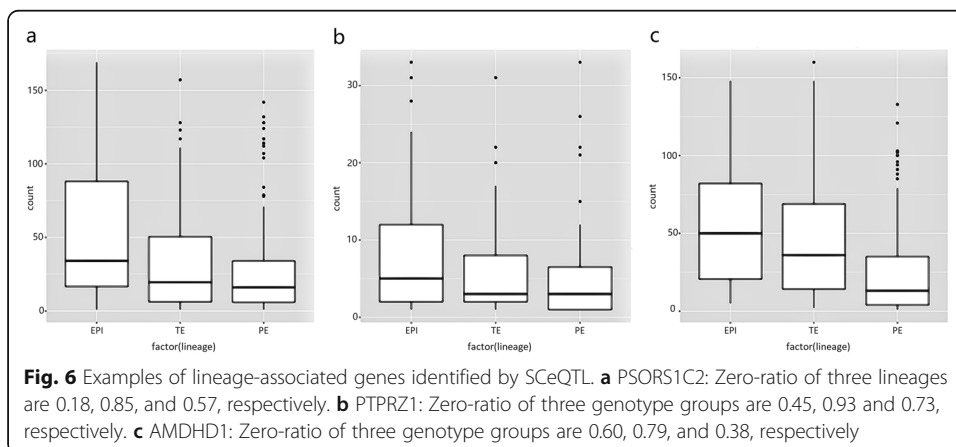 a
b
c
150
100
50
0
count
EPI
TE
PE
factor(lineage)
30
20
10
0
count
EPI
TE
PE
factor(lineage)
150
100
50
0
count
EPI
TE
PE
factor(lineage)
Fig. 6 Examples of lineage-associated genes identified by SCeQTL. a PSORS1C2: Zero-ratio of three lineages
are 0.18, 0.85, and 0.57, respectively. b PTPRZ1: Zero-ratio of three genotype groups are 0.45, 0.93 and 0.73,
respectively. c AMDHD1: Zero-ratio of three genotype groups are 0.60, 0.79, and 0.38, respectively